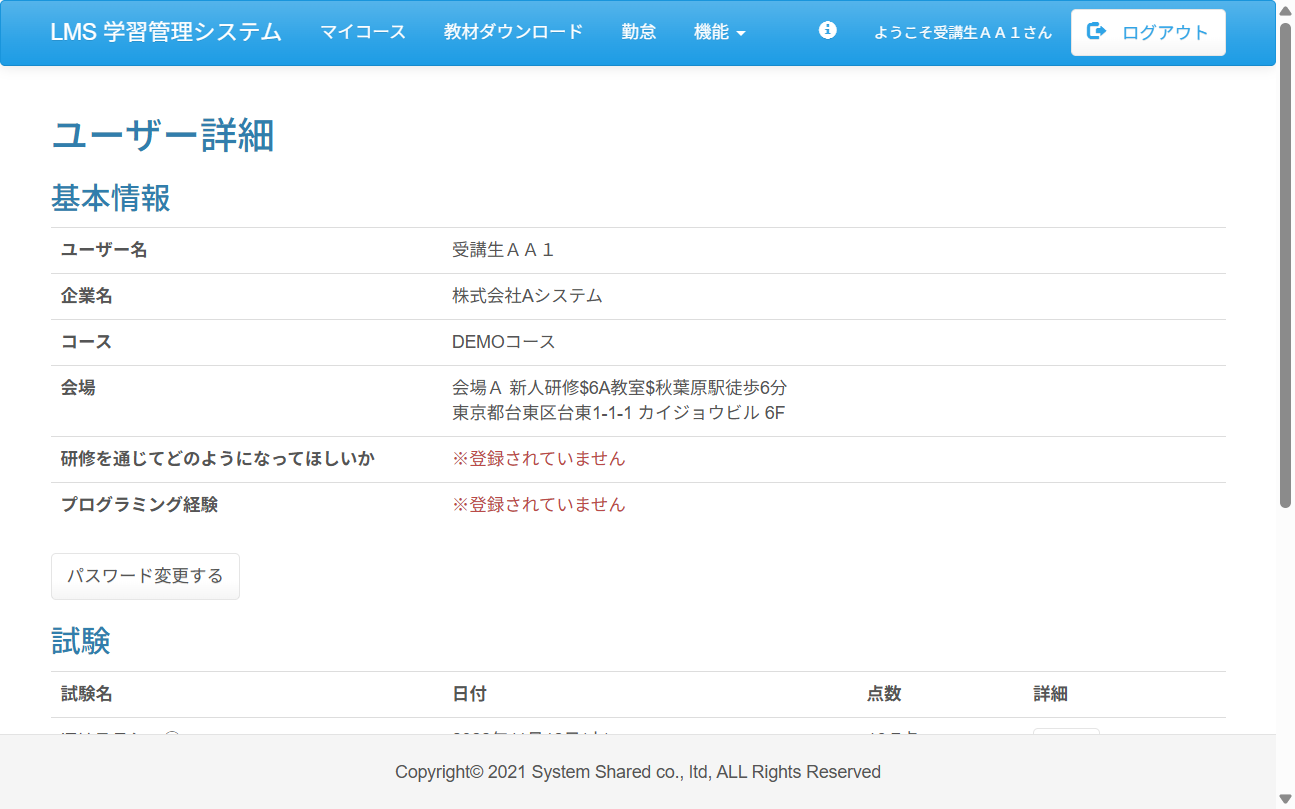 LMS 学習管理システム マイコース 教材ダウンロード 勤怠 機能 ようこそ受講生ＡＡ１さん ログアウト
ユーザー詳細
基本情報
ユーザー名 受講生ＡＡ１
企業名 株式会社Aシステム
コース DEMOコース
会場 会場Ａ 新人研修$6A教室$秋葉原駅徒歩6分
東京都台東区台東1-1-1 カイジョウビル 6F
研修を通じてどのようになってほしいか ※登録されていません
プログラミング経験 ※登録されていません
パスワード変更する
試験
試験名 日付 点数 詳細
Copyright© 2021 System Shared co., ltd, ALL Rights Reserved